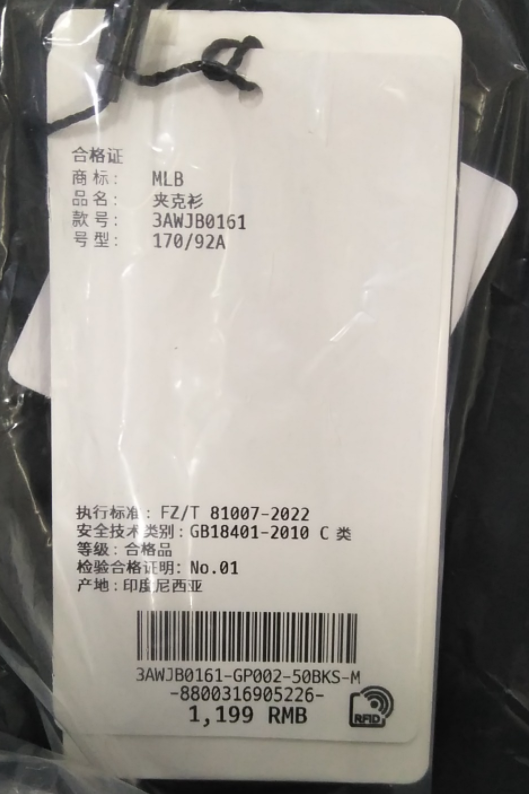 合格证
商标: MLB
品名: 夹克衫
款号: 3AWJB0161
号型: 170/92A
执行标准: FZ/T 81007-2022
安全技术类别: GB18401-2010 C 类
等级: 合格品
检验合格证明: No.01
产地: 印度尼西亚
3AWJB0161-GP002-50BKS-M
-8800316905226-
1,199 RMB
RFID